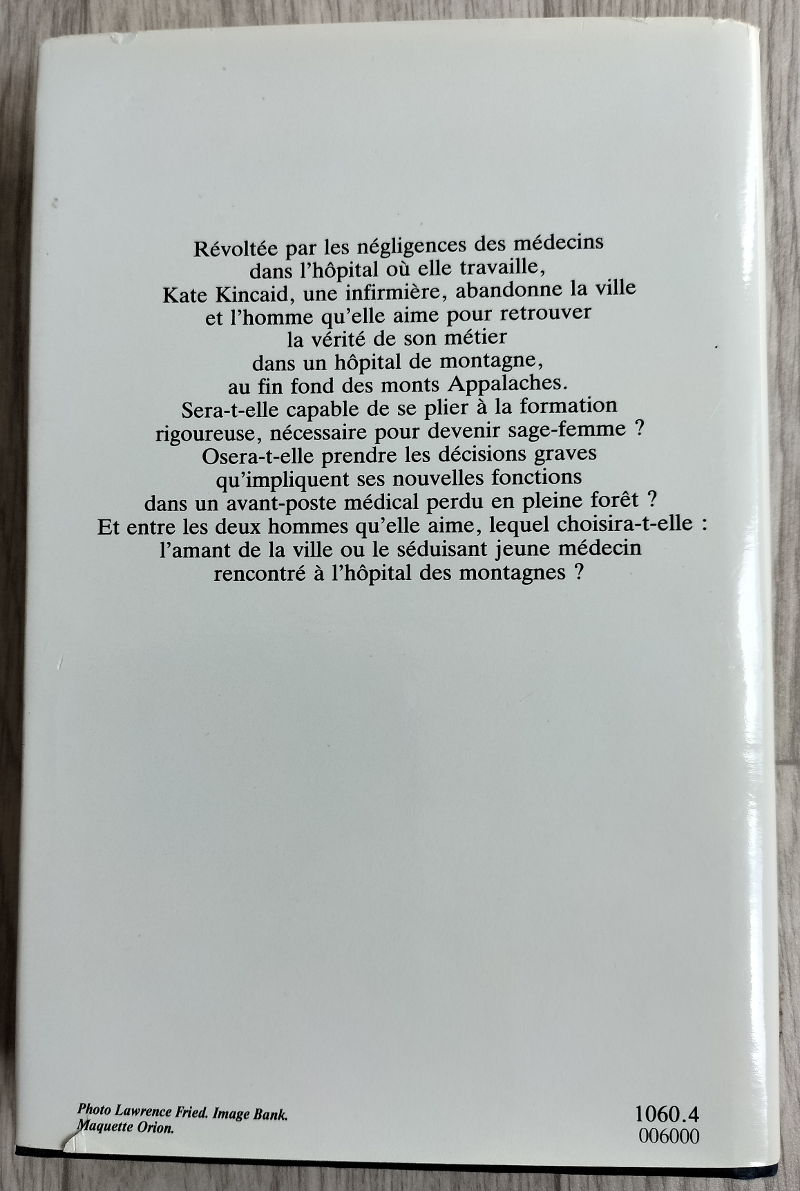 Révoltée par les négligences des médecins
dans l'hôpital où elle travaille,
Kate Kincaid, une infirmière, abandonne la ville
et l'homme qu'elle aime pour retrouver
la vérité de son métier
dans un hôpital de montagne,
au fin fond des monts Appalaches.
Sera-t-elle capable de se plier à la formation
rigoureuse, nécessaire pour devenir sage-femme ?
Osera-t-elle prendre les décisions graves
qu'impliquent ses nouvelles fonctions
dans un avant-poste médical perdu en pleine forêt ?
Et entre les deux hommes qu'elle aime, lequel choisira-t-elle :
l'amant de la ville ou le séduisant jeune médecin
rencontré à l'hôpital des montagnes ?
Photo Lawrence Fried. Image Bank.
Maquette Orion.
1060.4
006000